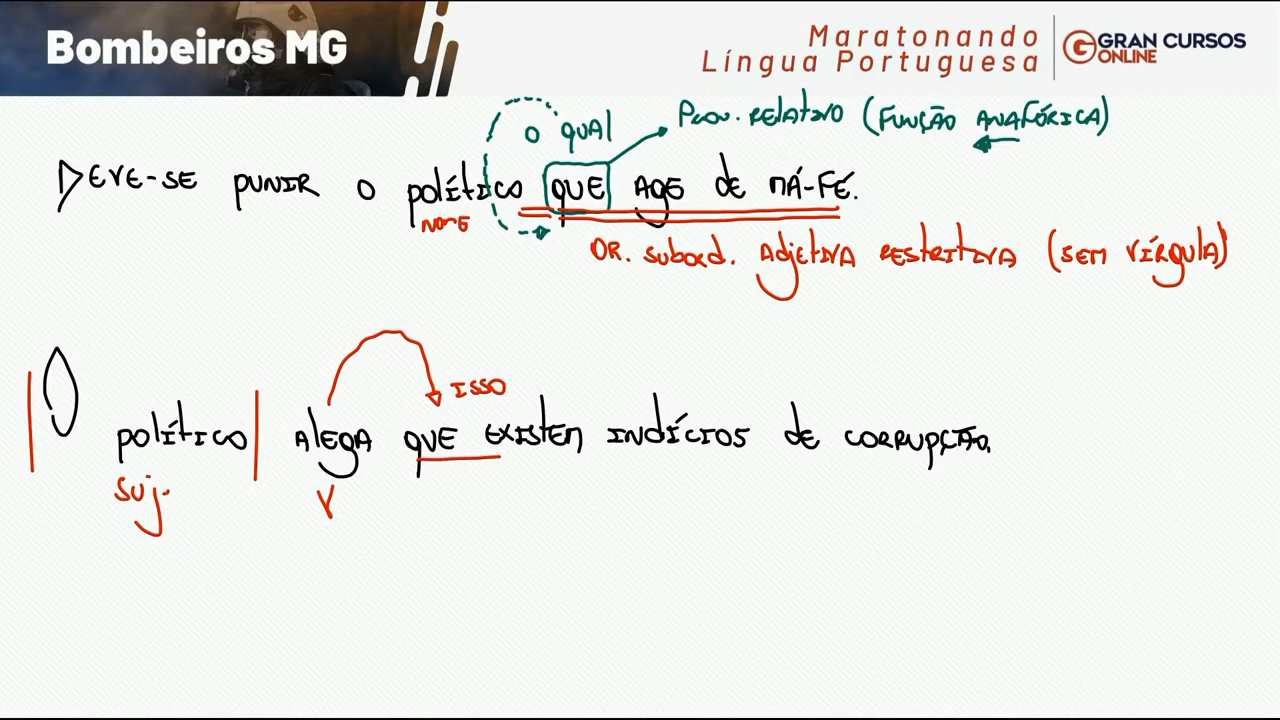 Bombeiros MG
Maratonando
Língua Portuguesa
GRAN CURSOS
ONLINE
O QUAL
PRON. RELATIVO (FUNÇÃO ANAFÓRICA)
DEVE-SE PUNIR O POLÍTICO QUE AGE DE MÁ-FÉ.
NOME
OR. SUBORD. ADJETIVA RESTRITIVA (SEM VÍRGULA)
ISSO
O POLÍTICO ALEGA QUE EXISTEM INDÍCIOS DE CORRUPÇÃO.
SUJ. V